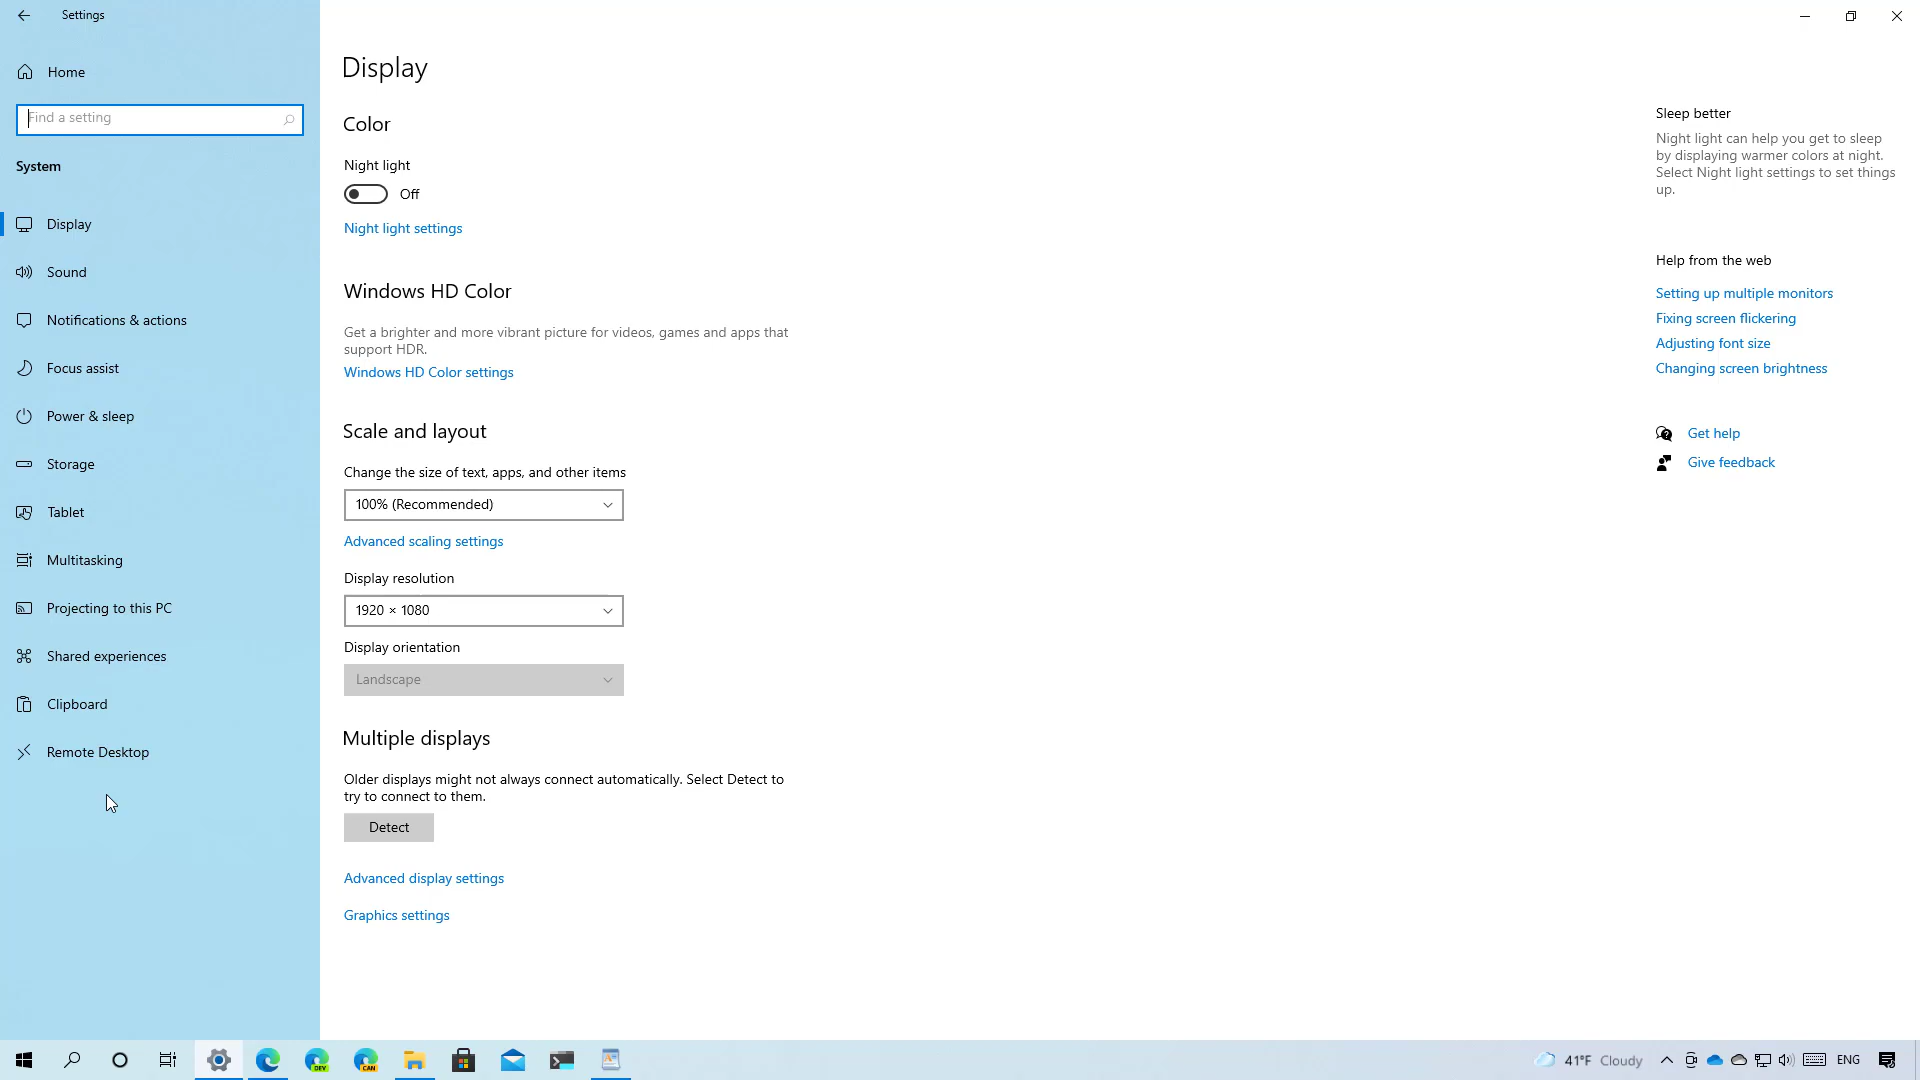 Settings
Home
Find a setting
System
Display
Sound
Notifications & actions
Focus assist
Power & sleep
Storage
Tablet
Multitasking
Projecting to this PC
Shared experiences
Clipboard
Remote Desktop
Display
Color
Night light
Off
Night light settings
Windows HD Color
Get a brighter and more vibrant picture for videos, games and apps that
support HDR.
Windows HD Color settings
Scale and layout
Change the size of text, apps, and other items
100% (Recommended)
Advanced scaling settings
Display resolution
1920 × 1080
Display orientation
Landscape
Multiple displays
Older displays might not always connect automatically. Select Detect to
try to connect to them.
Detect
Advanced display settings
Graphics settings
Sleep better
Night light can help you get to sleep
by displaying warmer colors at night.
Select Night light settings to set things
up.
Help from the web
Setting up multiple monitors
Fixing screen flickering
Adjusting font size
Changing screen brightness
Get help
Give feedback
DEV
CAN
41°F Cloudy
ENG